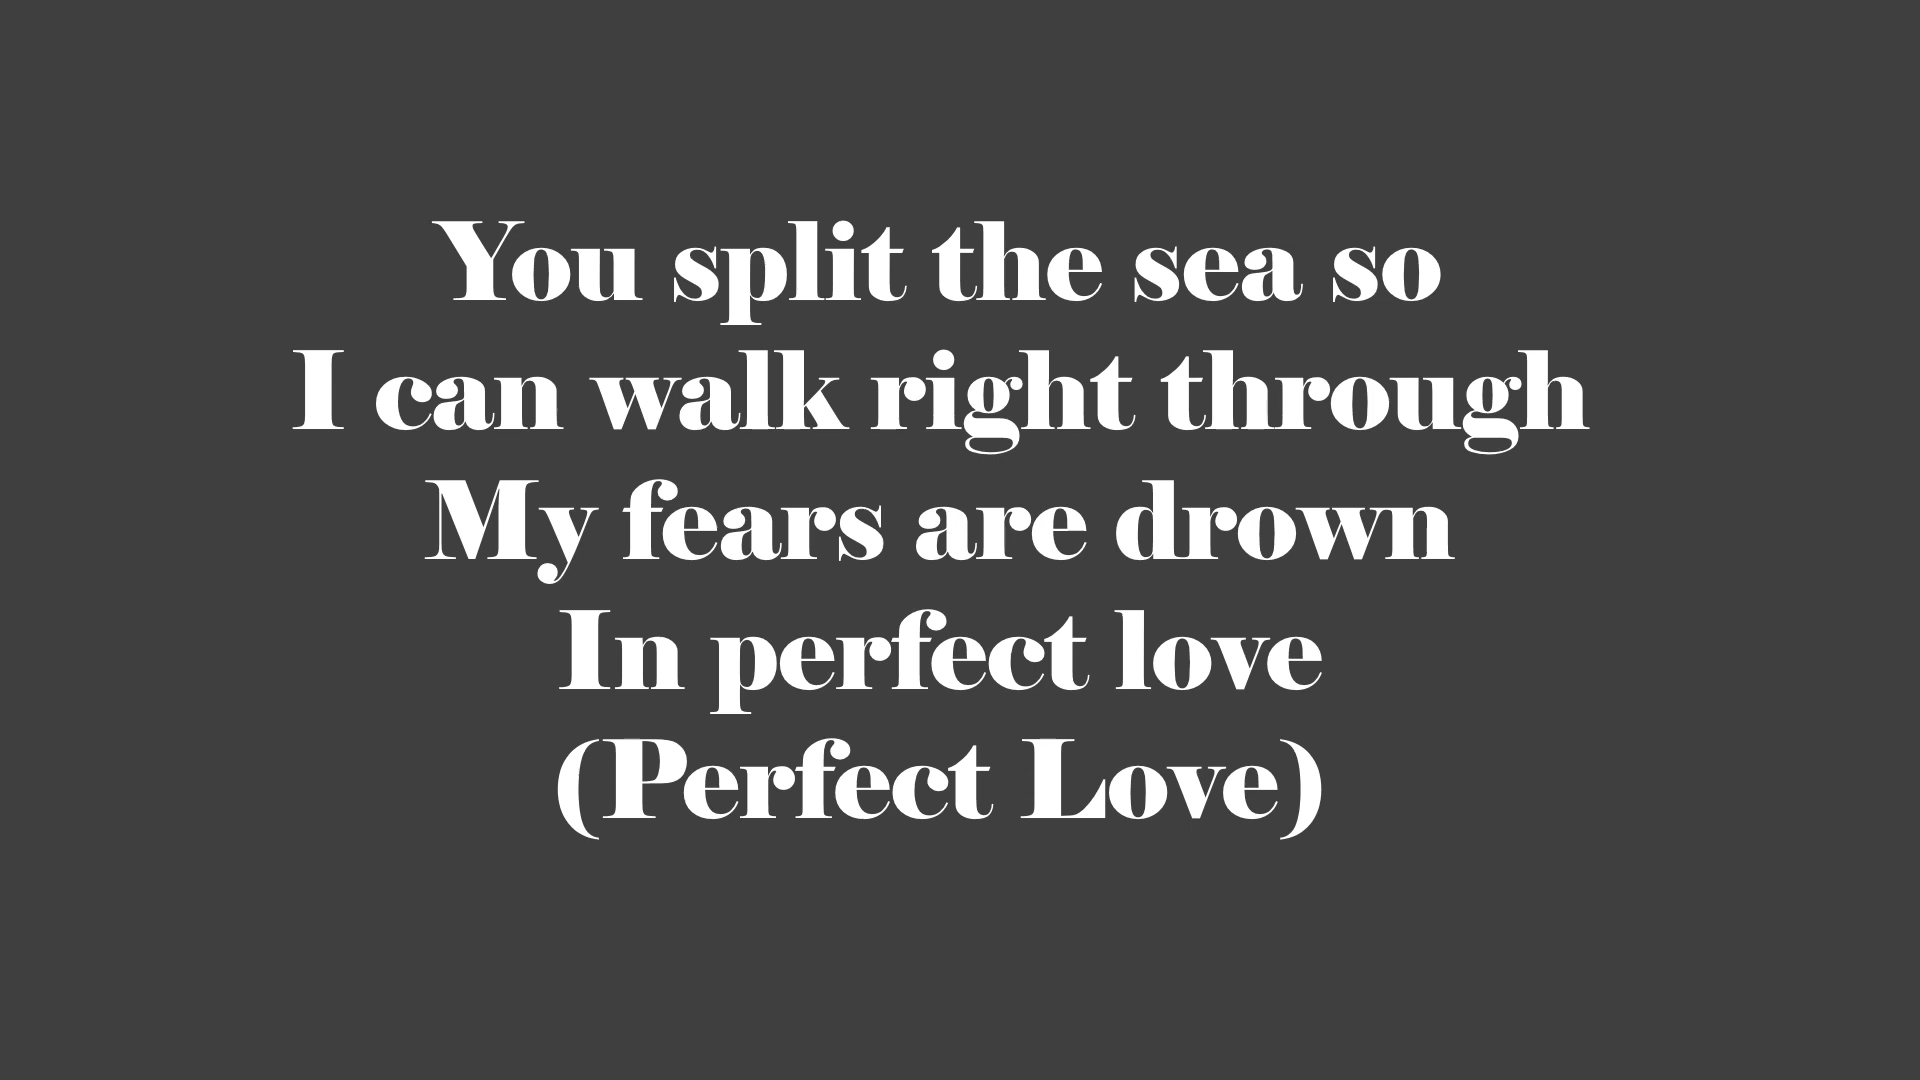 You split the sea so
I can walk right through
My fears are drown
In perfect love
(Perfect Love)